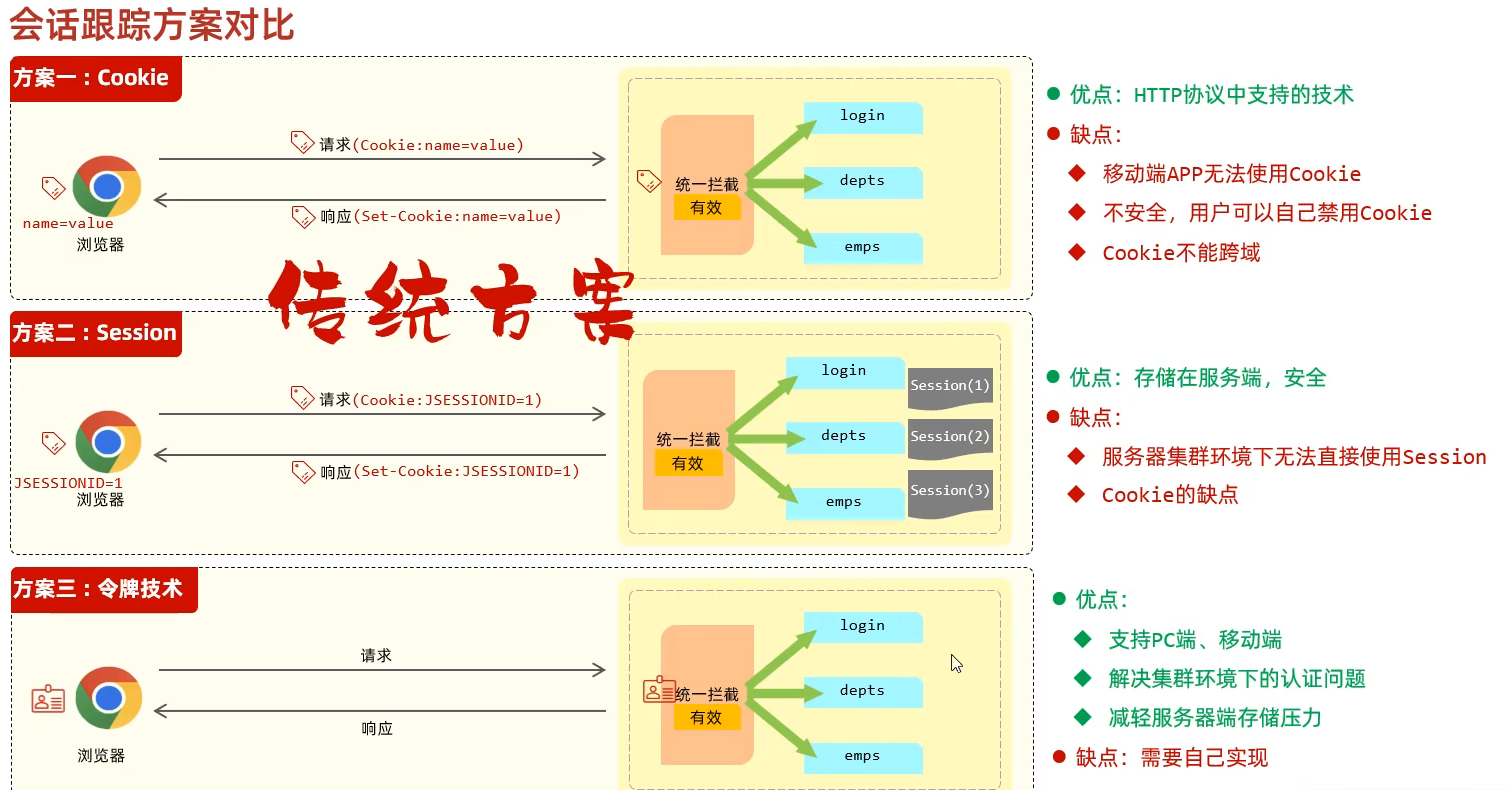 会话跟踪方案对比
方案一：Cookie
请求(Cookie:name=value)
响应(Set-Cookie:name=value)
name=value
浏览器
统一拦截
有效
login
depts
emps
优点：HTTP协议中支持的技术
缺点：
移动端APP无法使用Cookie
不安全，用户可以自己禁用Cookie
Cookie不能跨域
传统方案
方案二：Session
请求(Cookie:JSESSIONID=1)
响应(Set-Cookie:JSESSIONID=1)
JSESSIONID=1
浏览器
统一拦截
有效
login
depts
emps
Session(1)
Session(2)
Session(3)
优点：存储在服务端，安全
缺点：
服务器集群环境下无法直接使用Session
Cookie的缺点
方案三：令牌技术
请求
响应
浏览器
统一拦截
有效
login
depts
emps
优点：
支持PC端、移动端
解决集群环境下的认证问题
减轻服务器端存储压力
缺点：需要自己实现